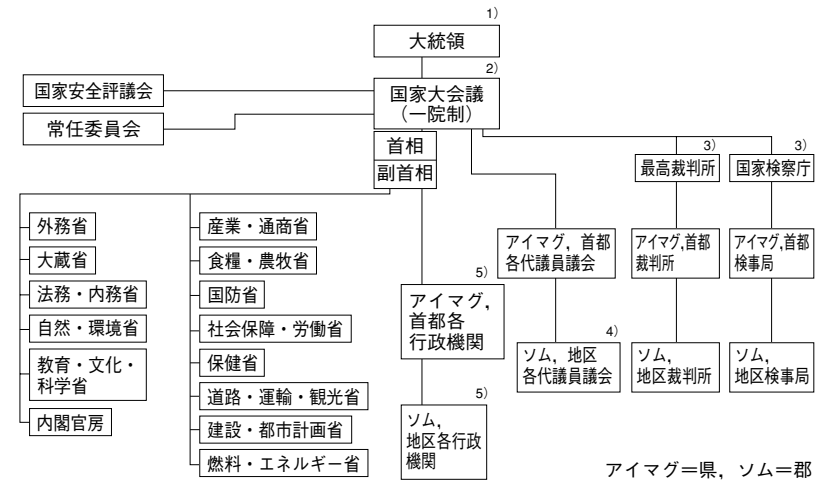 1)
大統領
2)
国家安全評議会
国家大会議
（一院制）
常任委員会
首相
副首相
3)
最高裁判所
3)
国家検察庁
外務省
大蔵省
法務・内務省
自然・環境省
教育・文化・
科学省
内閣官房
産業・通商省
食糧・農牧省
国防省
社会保障・労働省
保健省
道路・運輸・観光省
建設・都市計画省
燃料・エネルギー省
5)
アイマグ，
首都各
行政機関
5)
ソム，
地区各行政
機関
アイマグ，首都
各代議員議会
4)
ソム，地区
各代議員議会
アイマグ,首都
裁判所
ソム，
地区裁判所
アイマグ,首都
検事局
ソム，
地区検事局
アイマグ＝県，ソム＝郡